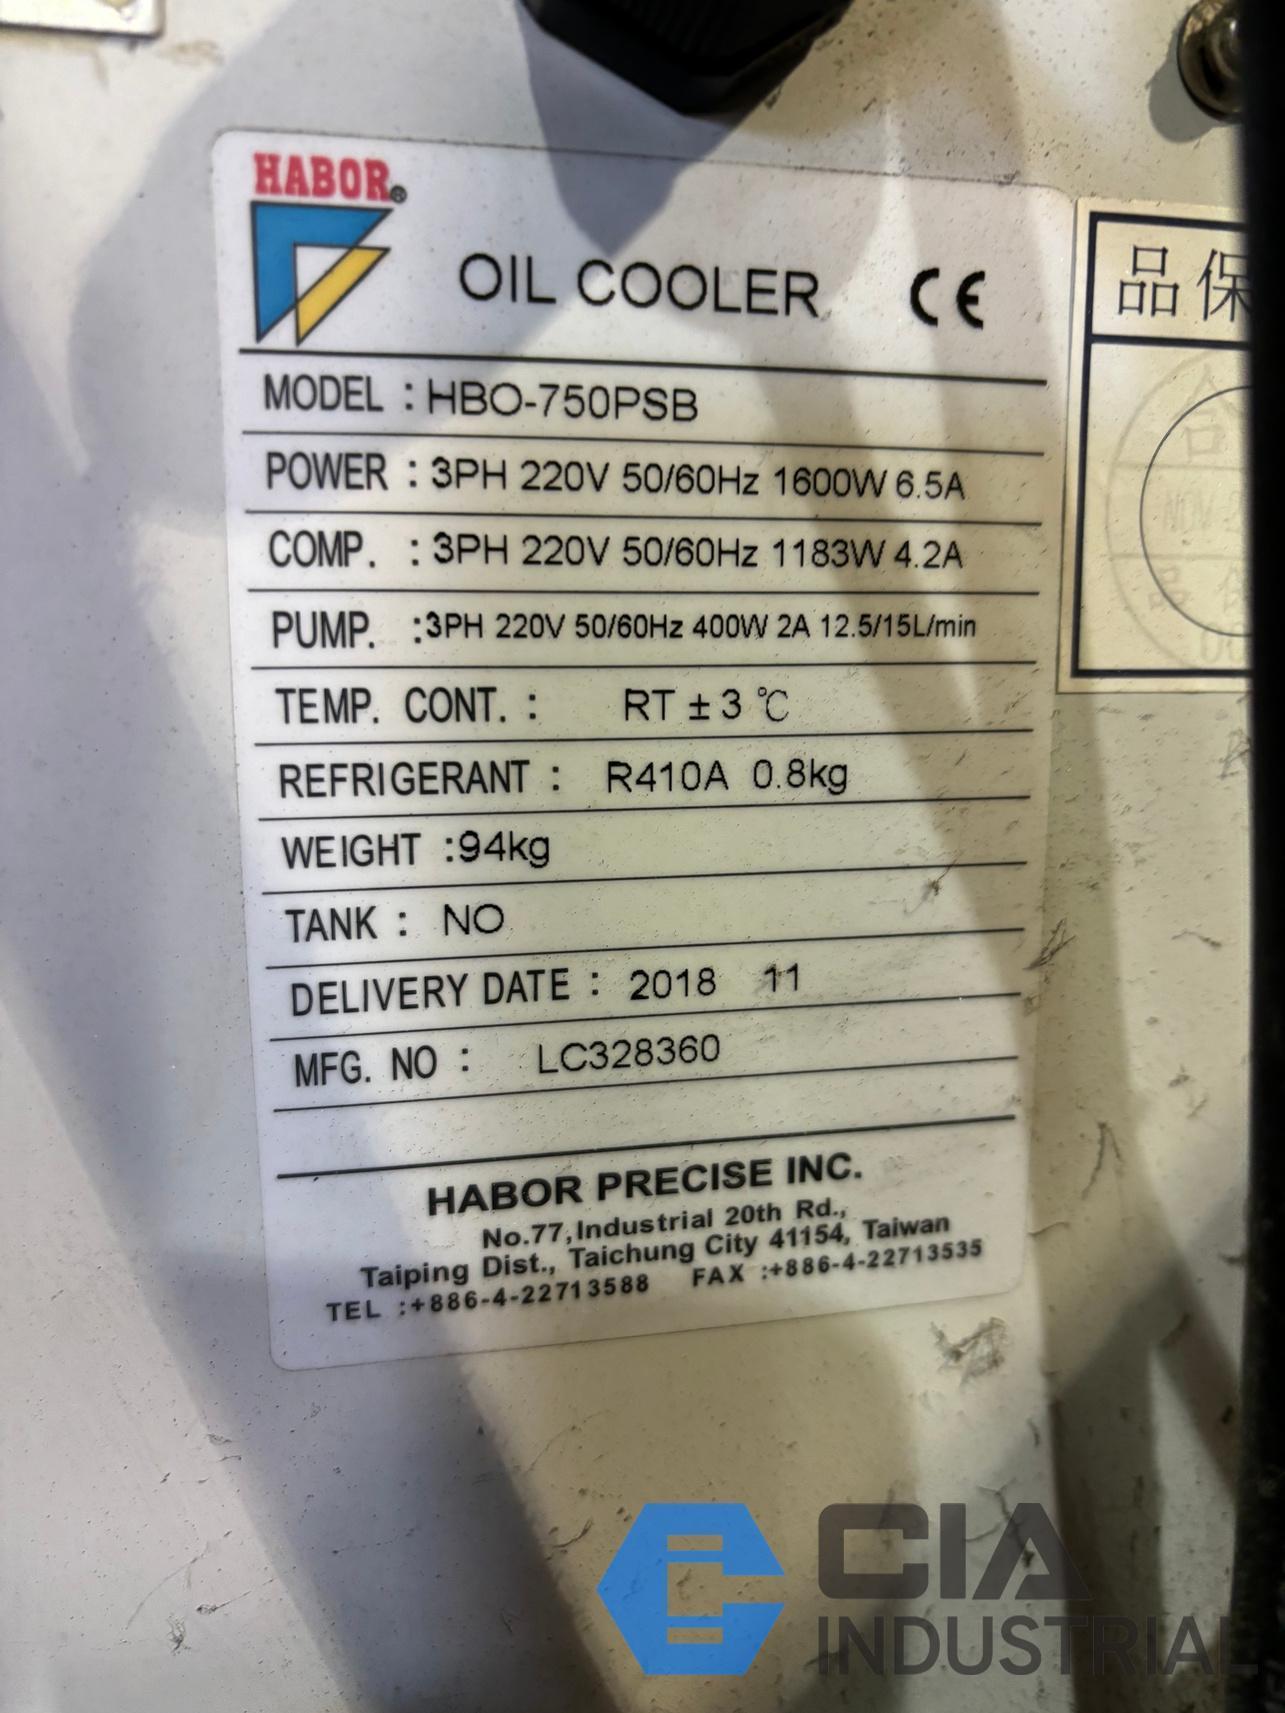 HABOR®
OIL COOLER CE
MODEL : HBO-750PSB
POWER : 3PH 220V 50/60Hz 1600W 6.5A
COMP. : 3PH 220V 50/60Hz 1183W 4.2A
PUMP. :3PH 220V 50/60Hz 400W 2A 12.5/15L/min
TEMP. CONT. : RT ± 3 ℃
REFRIGERANT : R410A 0.8kg
WEIGHT :94kg
TANK : NO
DELIVERY DATE : 2018 11
MFG. NO : LC328360
HABOR PRECISE INC.
No.77,Industrial 20th Rd.,
Taiping Dist., Taichung City 41154, Taiwan
TEL :+886-4-22713588 FAX :+886-4-22713535
品保
CIA
INDUSTRIAL